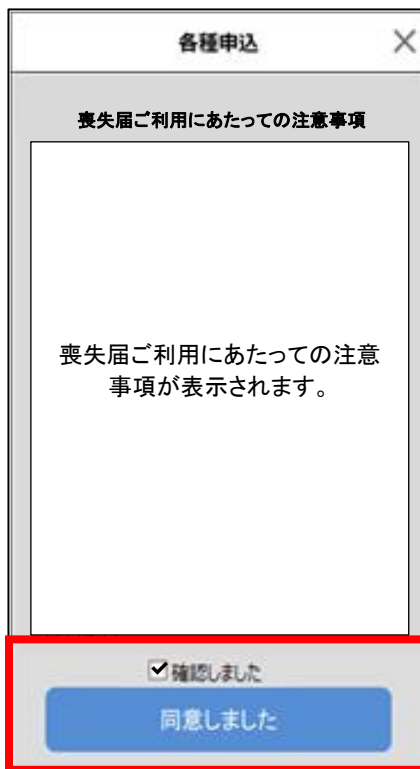 各種申込
喪失届ご利用にあたっての注意事項
喪失届ご利用にあたっての注意
事項が表示されます。
確認しました
同意しました